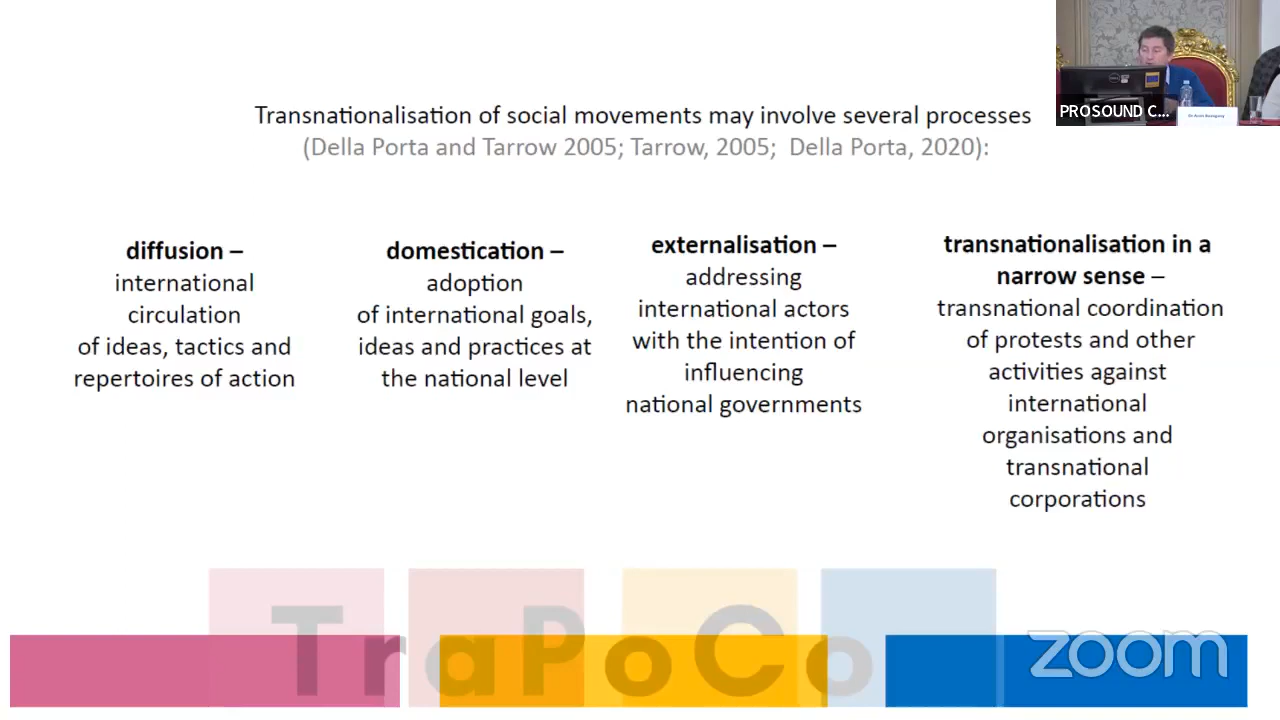 Transnationalisation of social movements may involve several processes
(Della Porta and Tarrow 2005; Tarrow, 2005; Della Porta, 2020):
PROSOUND C...
diffusion –
international
circulation
of ideas, tactics and
repertoires of action
domestication –
adoption
of international goals,
ideas and practices at
the national level
externalisation –
addressing
international actors
with the intention of
influencing
national governments
transnationalisation in a
narrow sense –
transnational coordination
of protests and other
activities against
international
organisations and
transnational
corporations
TraPoCo
zoom